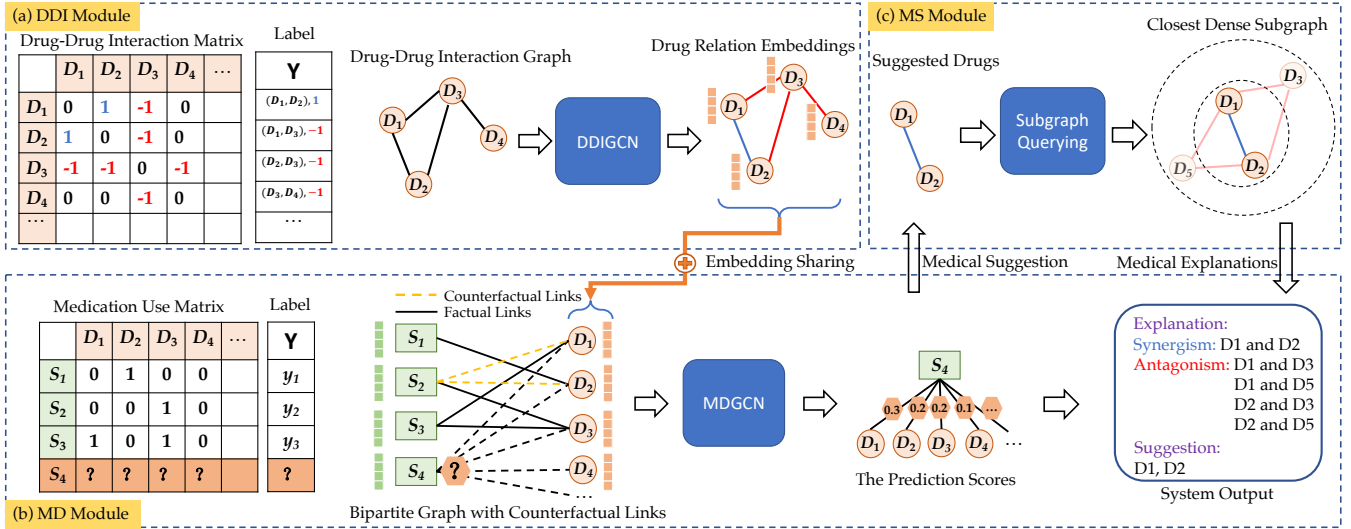 (a) DDI Module
Drug-Drug Interaction Matrix
D1 D2 D3 D4 ...
D1 0 1 -1 0
D2 1 0 -1 0
D3 -1 -1 0 -1
D4 0 0 -1 0
...
Label
Y
(D1, D2), 1
(D1, D3), -1
(D2, D3), -1
(D3, D4), -1
...
Drug-Drug Interaction Graph
D3
D1
D4
D2
DDIGCN
Drug Relation Embeddings
D3
D1
D4
D2
(c) MS Module
Suggested Drugs
D1
D2
Subgraph
Querying
Closest Dense Subgraph
D3
D1
D5
D2
Embedding Sharing
Medical Suggestion
Medical Explanations
(b) MD Module
Medication Use Matrix
D1 D2 D3 D4 ...
S1 0 1 0 0
S2 0 0 1 0
S3 1 0 1 0
S4 ? ? ? ?
Label
Y
y1
y2
y3
?
Counterfactual Links
Factual Links
S1
S2
S3
S4
?
D1
D2
D3
D4
...
Bipartite Graph with Counterfactual Links
MDGCN
S4
0.3 0.2 0.2 0.1 ...
D1 D2 D3 D4 ...
The Prediction Scores
Explanation:
Synergism: D1 and D2
Antagonism: D1 and D3
D1 and D5
D2 and D3
D2 and D5
Suggestion:
D1, D2
System Output